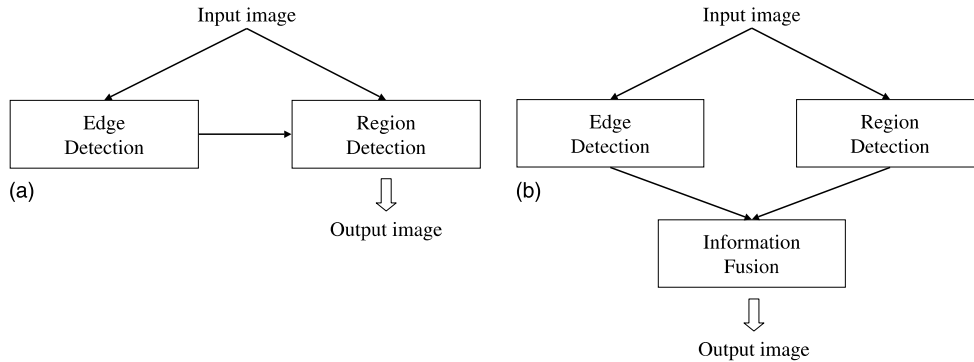 Input image
Edge
Detection
Region
Detection
(a)
Output image
Input image
Edge
Detection
Region
Detection
(b)
Information
Fusion
Output image